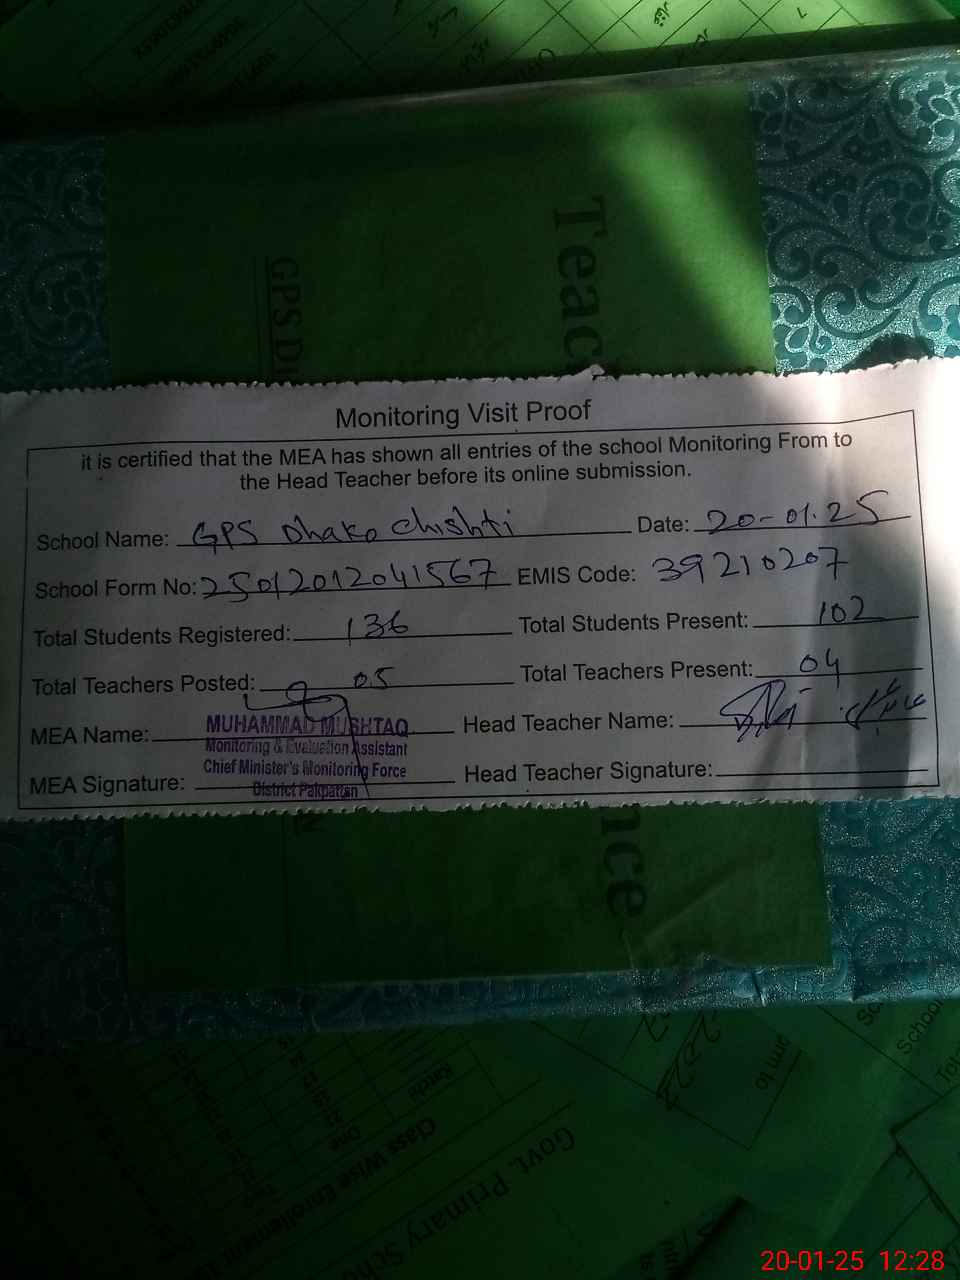 Teac
GPS D
Monitoring Visit Proof
it is certified that the MEA has shown all entries of the school Monitoring From to
the Head Teacher before its online submission.
School Name: GPS Dhako Chishti Date: 20-01-25
School Form No: 25012012041567 EMIS Code: 39210207
Total Students Registered: 136 Total Students Present: 102
Total Teachers Posted: 05 Total Teachers Present: 04
MEA Name: MUHAMMAD MUSHTAQ Head Teacher Name:
Monitoring & Evaluation Assistant
Chief Minister's Monitoring Force
MEA Signature: District Pakpattan Head Teacher Signature:
nce
Class Wise Enrollment
Govt. Primary Scho
20-01-25 12:28